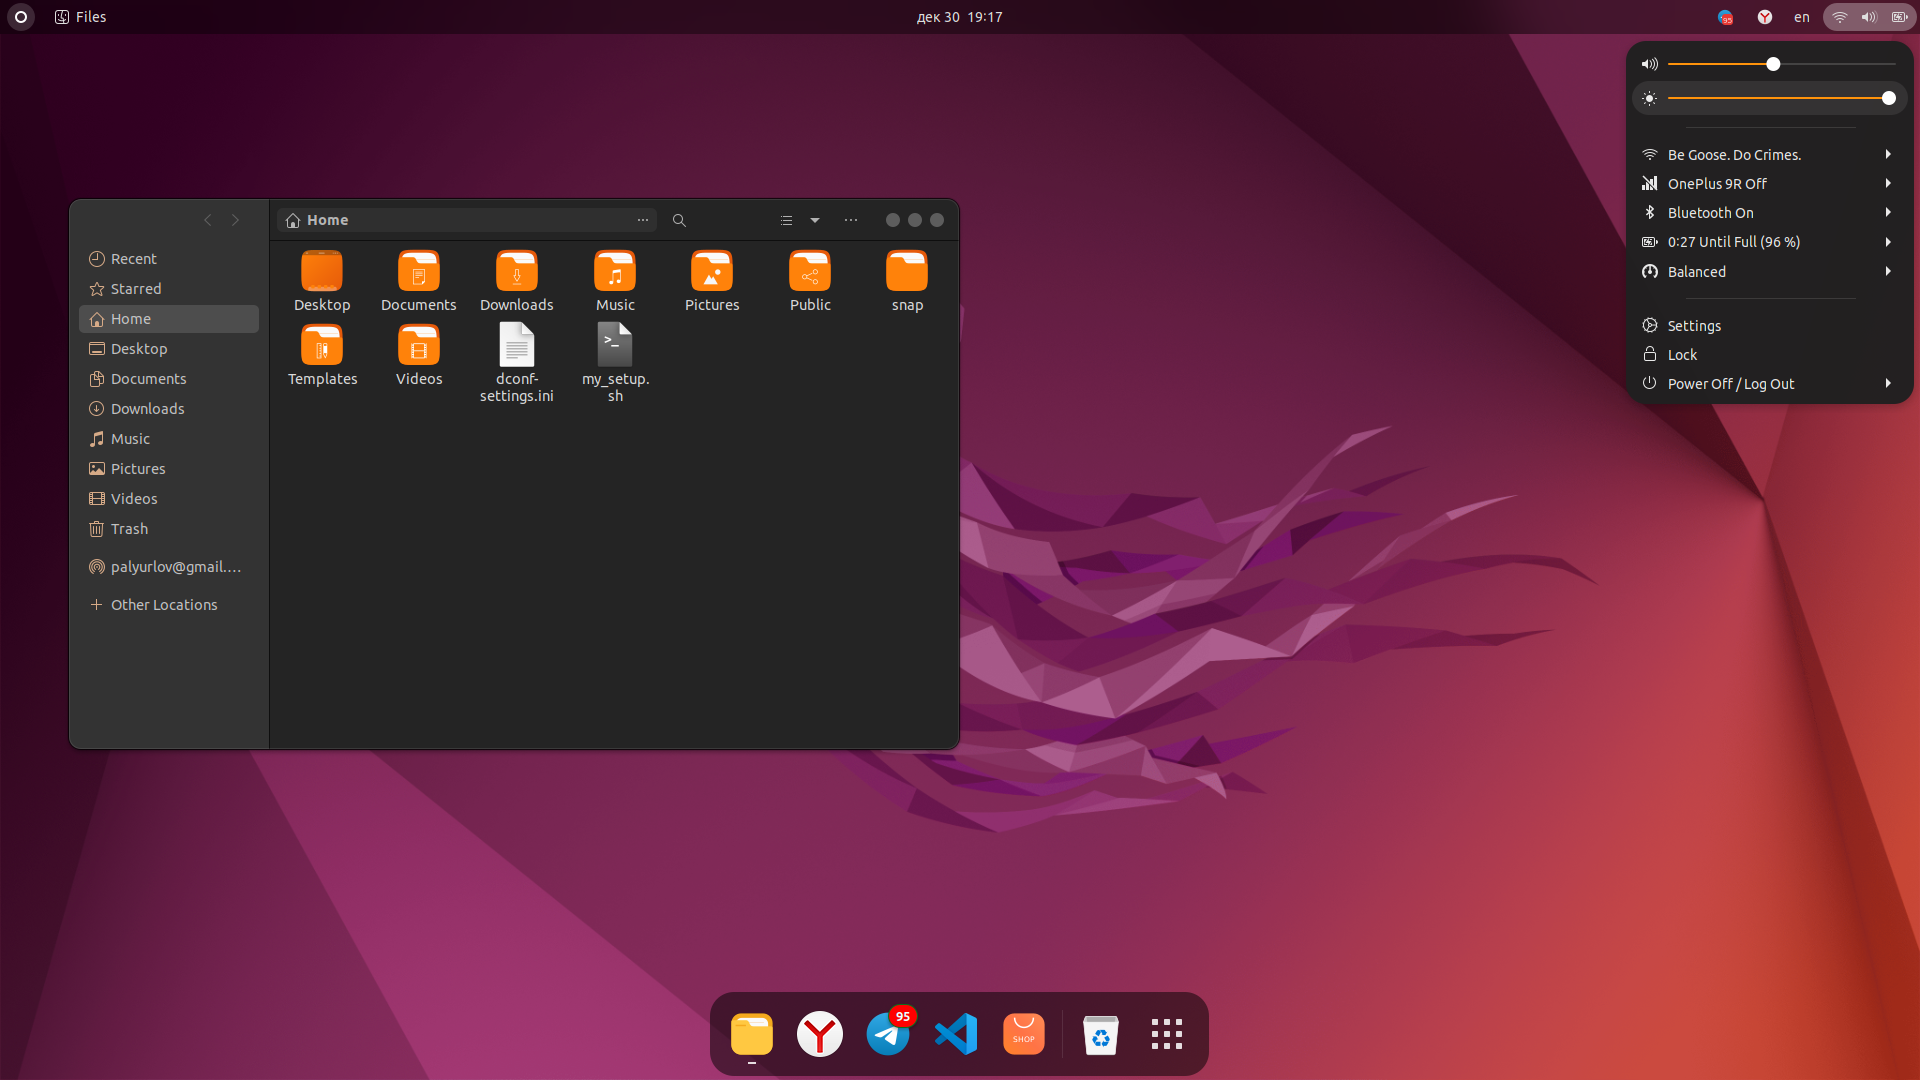 Files
дек 30 19:17
95
en
Be Goose. Do Crimes.
OnePlus 9R Off
Bluetooth On
0:27 Until Full (96 %)
Balanced
Settings
Lock
Power Off / Log Out
Home
Recent
Starred
Home
Desktop
Documents
Downloads
Music
Pictures
Videos
Trash
palyurlov@gmail.…
Other Locations
Desktop
Documents
Downloads
Music
Pictures
Public
snap
Templates
Videos
dconf-
settings.ini
my_setup.
sh
95
SHOP